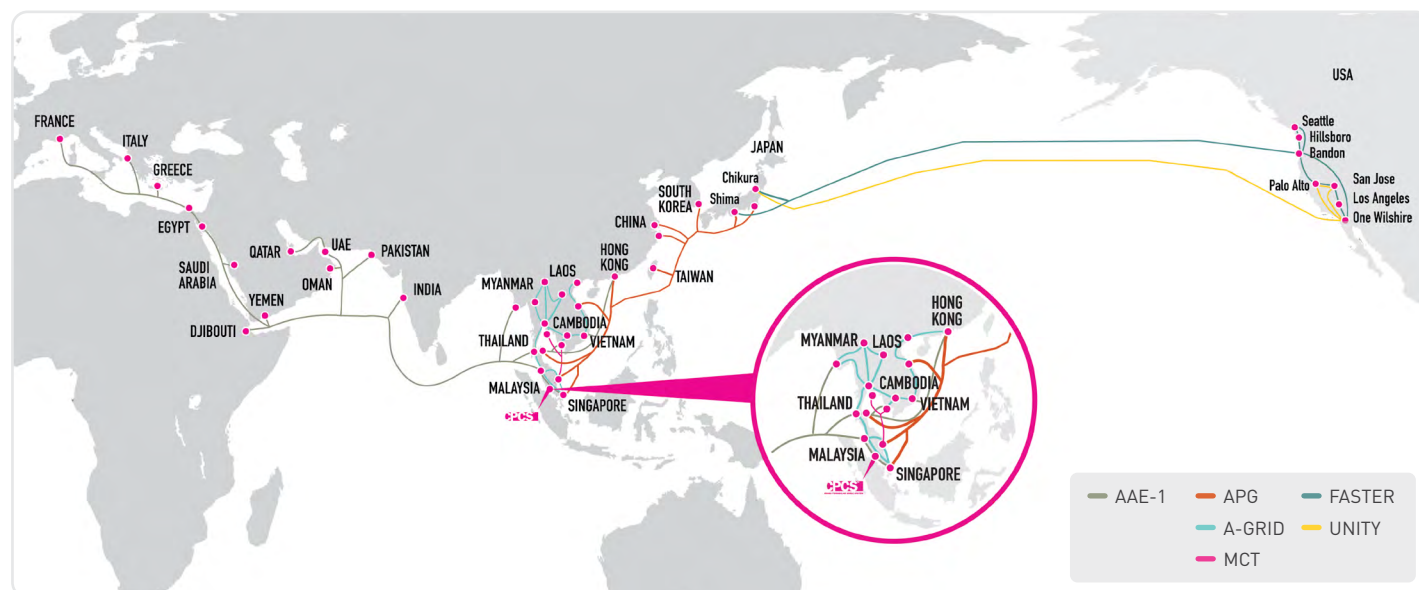 USA
FRANCE
ITALY
GREECE
EGYPT
SAUDI
ARABIA
QATAR
UAE
OMAN
YEMEN
DJIBOUTI
PAKISTAN
INDIA
MYANMAR
LAOS
HONG
KONG
CAMBODIA
THAILAND
VIETNAM
MALAYSIA
SINGAPORE
CPCS
CHINA
SOUTH
KOREA
TAIWAN
JAPAN
Chikura
Shima
Seattle
Hillsboro
Bandon
Palo Alto
San Jose
Los Angeles
One Wilshire
HONG
KONG
MYANMAR
LAOS
CAMBODIA
THAILAND
VIETNAM
MALAYSIA
SINGAPORE
CPCS
AAE-1
APG
FASTER
A-GRID
UNITY
MCT